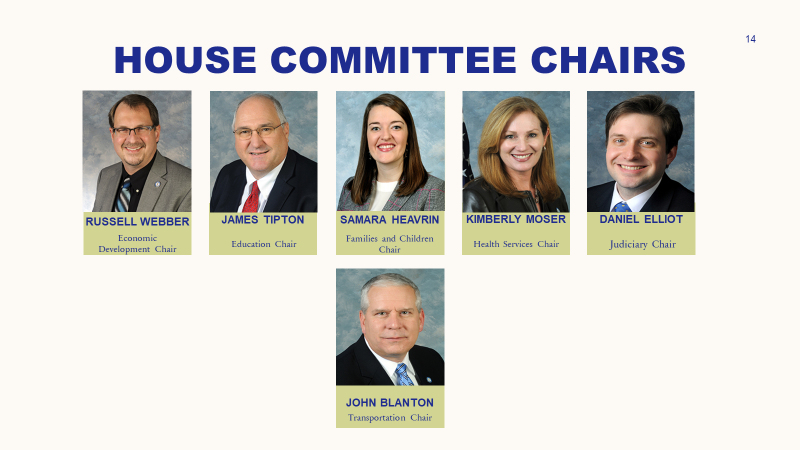 14
HOUSE COMMITTEE CHAIRS
RUSSELL WEBBER
Economic
Development Chair
JAMES TIPTON
Education Chair
SAMARA HEAVRIN
Families and Children
Chair
KIMBERLY MOSER
Health Services Chair
DANIEL ELLIOT
Judiciary Chair
JOHN BLANTON
Transportation Chair